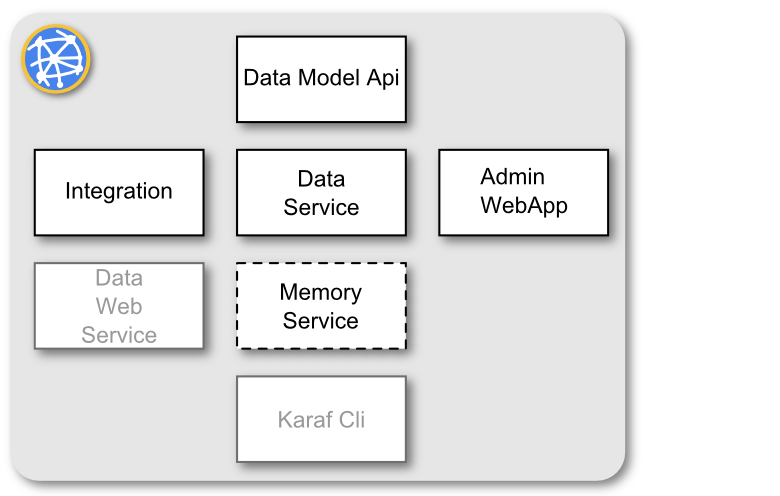 Data Model Api
Integration
Data
Service
Admin
WebApp
Data
Web
Service
Memory
Service
Karaf Cli